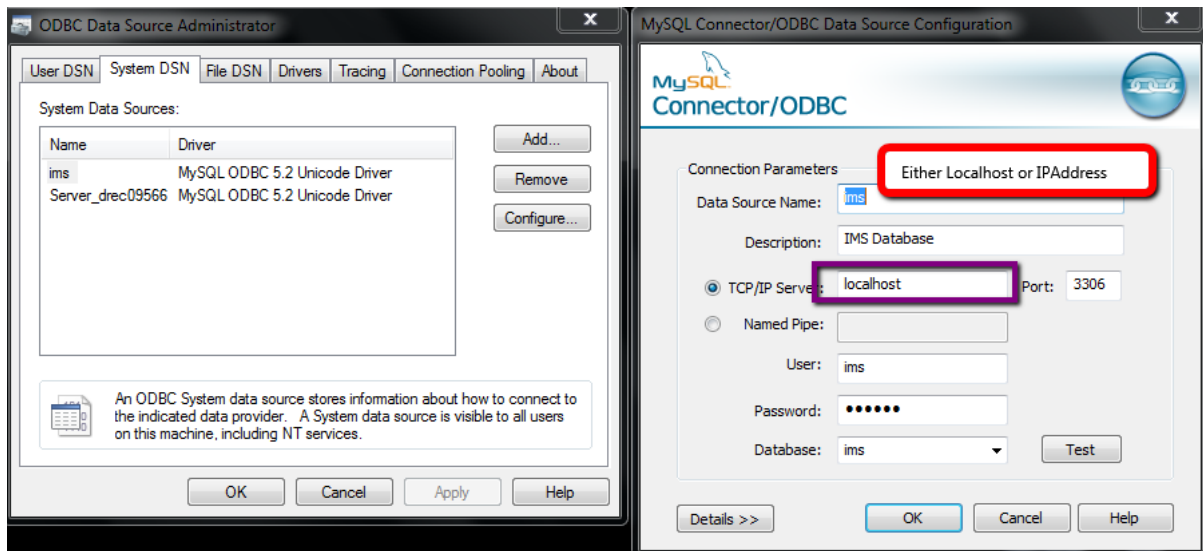 ODBC Data Source Administrator
x
User DSN
System DSN
File DSN
Drivers
Tracing
Connection Pooling
About
System Data Sources:
Name Driver
ims MySQL ODBC 5.2 Unicode Driver
Server_drec09566 MySQL ODBC 5.2 Unicode Driver
Add...
Remove
Configure...
An ODBC System data source stores information about how to connect to
the indicated data provider. A System data source is visible to all users
on this machine, including NT services.
OK
Cancel
Apply
Help
MySQL Connector/ODBC Data Source Configuration
x
MySQL
Connector/ODBC
Connection Parameters
Either Localhost or IPAddress
Data Source Name: ims
Description: IMS Database
TCP/IP Server: localhost Port: 3306
Named Pipe:
User: ims
Password: ••••••
Database: ims
Test
Details >>
OK
Cancel
Help